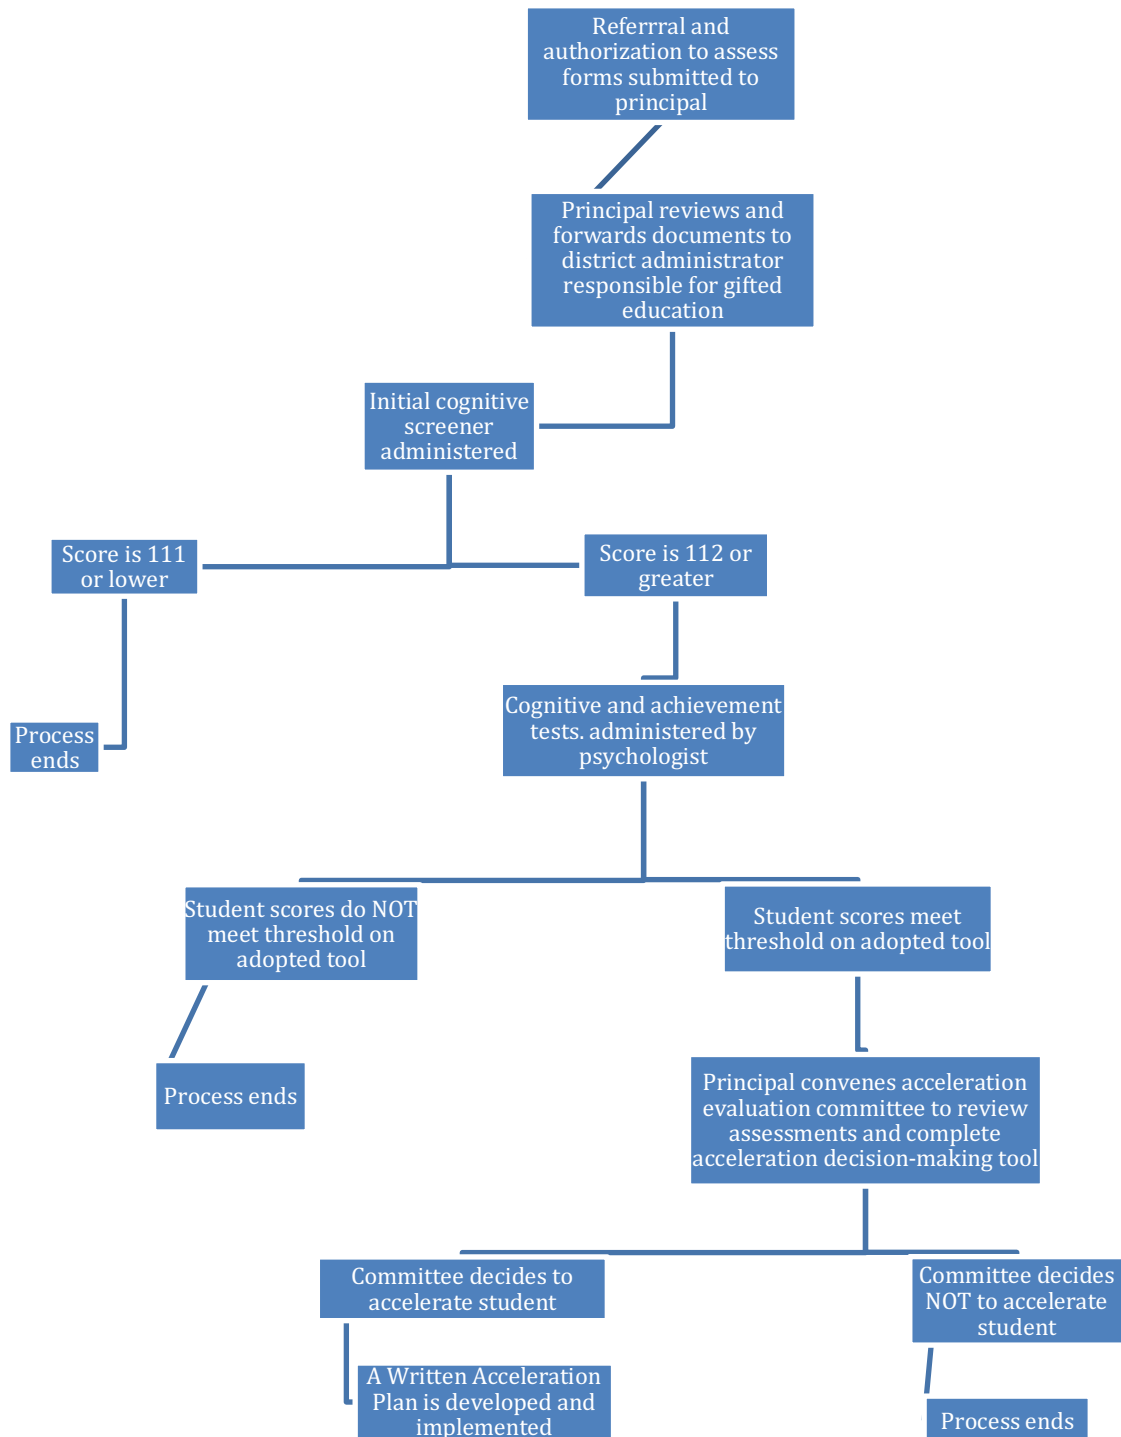 Referrral and
authorization to assess
forms submitted to
principal
Principal reviews and
forwards documents to
district administrator
responsible for gifted
education
Initial cognitive
screener
administered
Score is 111
or lower
Score is 112 or
greater
Process
ends
Cognitive and achievement
tests. administered by
psychologist
Student scores do NOT
meet threshold on
adopted tool
Student scores meet
threshold on adopted tool
Process ends
Principal convenes acceleration
evaluation committee to review
assessments and complete
acceleration decision-making tool
Committee decides to
accelerate student
Committee decides
NOT to accelerate
student
A Written Acceleration
Plan is developed and
implemented
Process ends